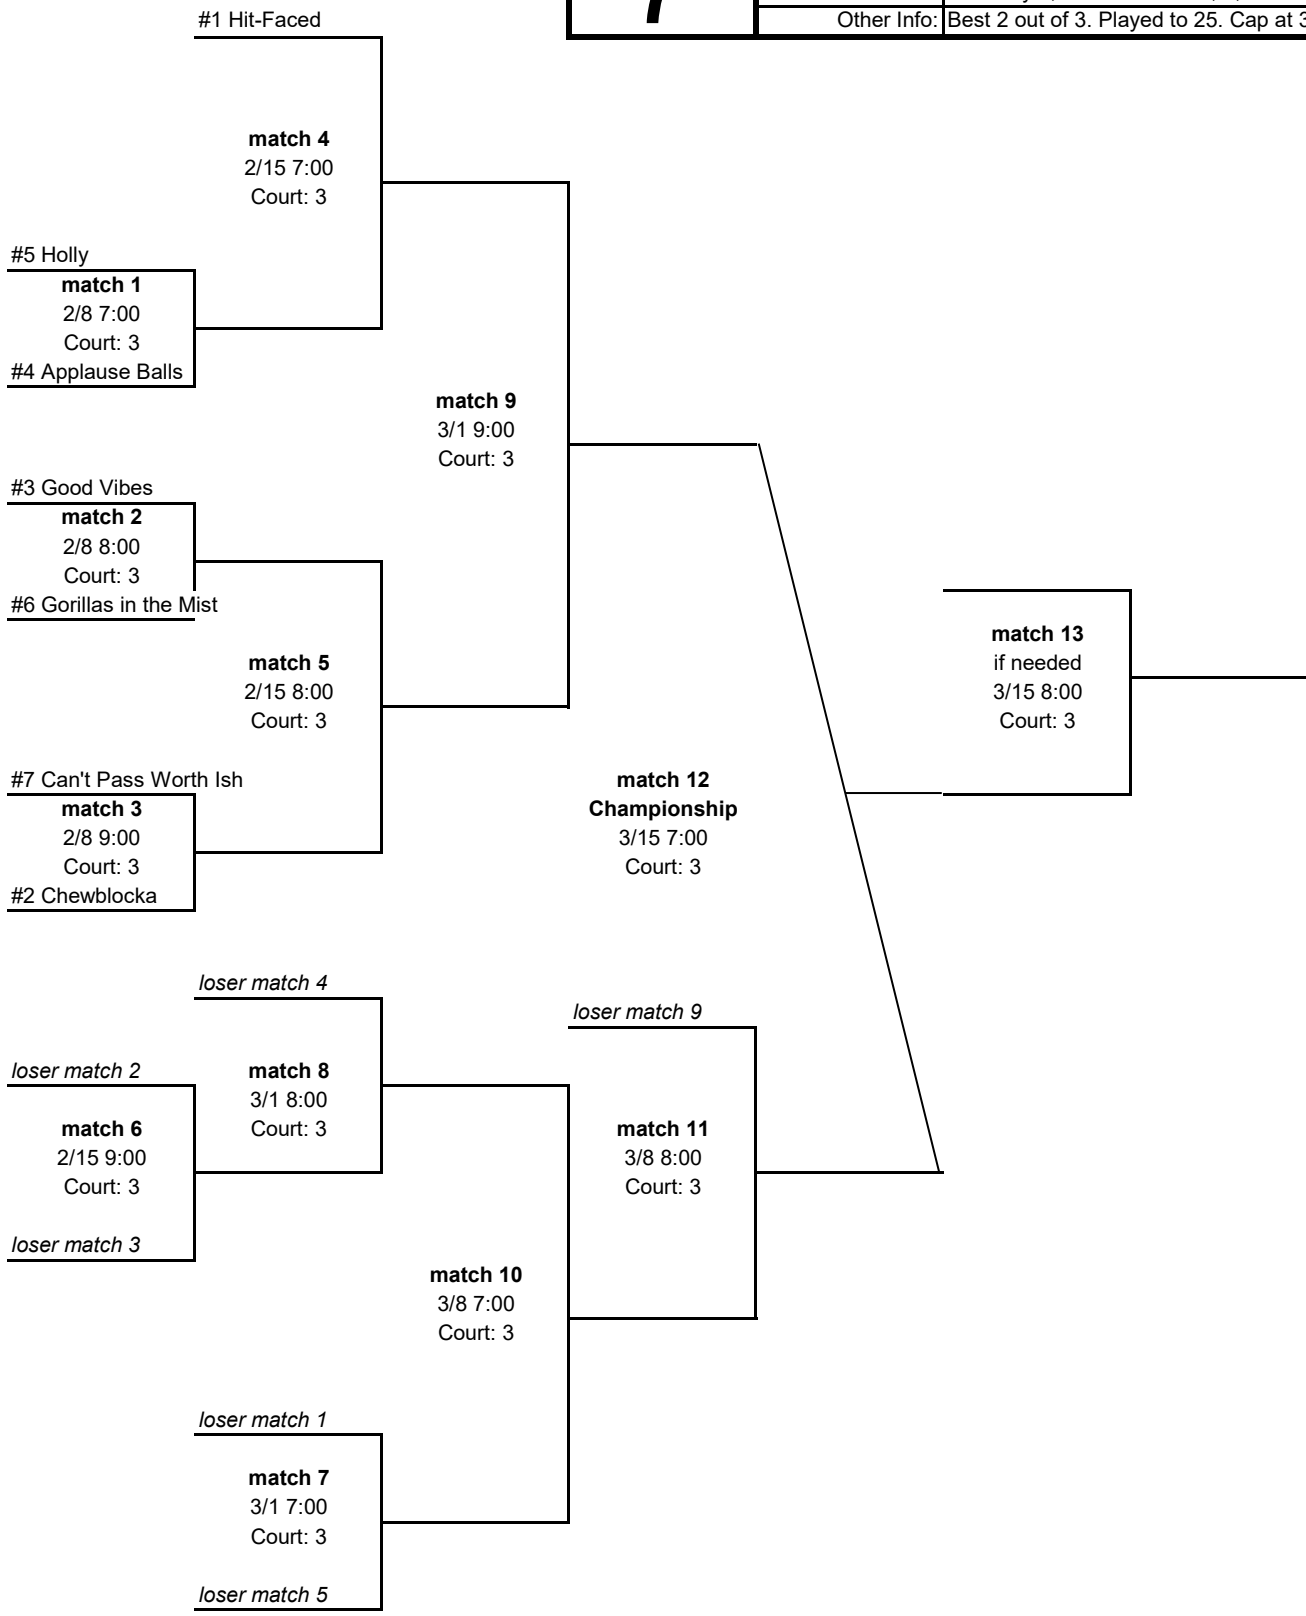 #1 Hit-Faced
7
Other Info: Best 2 out of 3. Played to 25. Cap at
match 4
2/15 7:00
Court: 3
#5 Holly
match 1
2/8 7:00
Court: 3
#4 Applause Balls
match 9
3/1 9:00
Court: 3
#3 Good Vibes
match 2
2/8 8:00
Court: 3
#6 Gorillas in the Mist
match 5
2/15 8:00
Court: 3
match 13
if needed
3/15 8:00
Court: 3
#7 Can't Pass Worth Ish
match 3
2/8 9:00
Court: 3
#2 Chewblocka
match 12
Championship
3/15 7:00
Court: 3
loser match 4
loser match 9
loser match 2
match 8
3/1 8:00
Court: 3
match 6
2/15 9:00
Court: 3
match 11
3/8 8:00
Court: 3
loser match 3
match 10
3/8 7:00
Court: 3
loser match 1
match 7
3/1 7:00
Court: 3
loser match 5